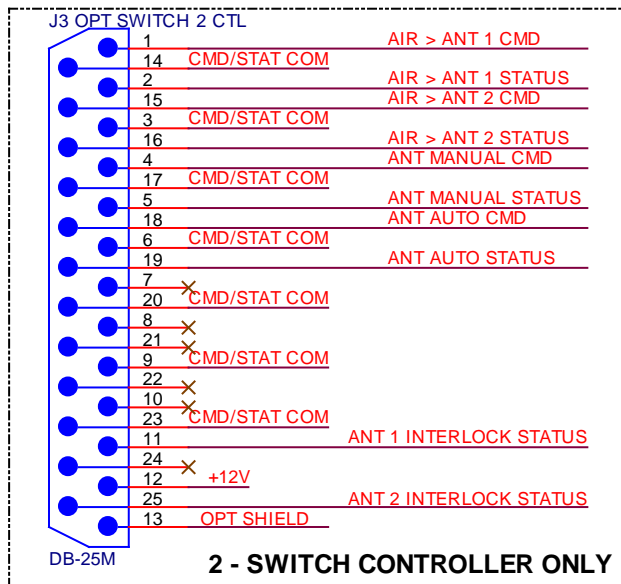 J3 OPT SWITCH 2 CTL
1 AIR > ANT 1 CMD
14 CMD/STAT COM
2 AIR > ANT 1 STATUS
15 AIR > ANT 2 CMD
3 CMD/STAT COM
16 AIR > ANT 2 STATUS
4 ANT MANUAL CMD
17 CMD/STAT COM
5 ANT MANUAL STATUS
18 ANT AUTO CMD
6 CMD/STAT COM
19 ANT AUTO STATUS
7
20 CMD/STAT COM
8
21
9 CMD/STAT COM
22
10
23 CMD/STAT COM
11 ANT 1 INTERLOCK STATUS
24
12 +12V
25 ANT 2 INTERLOCK STATUS
13 OPT SHIELD
DB-25M
2 - SWITCH CONTROLLER ONLY